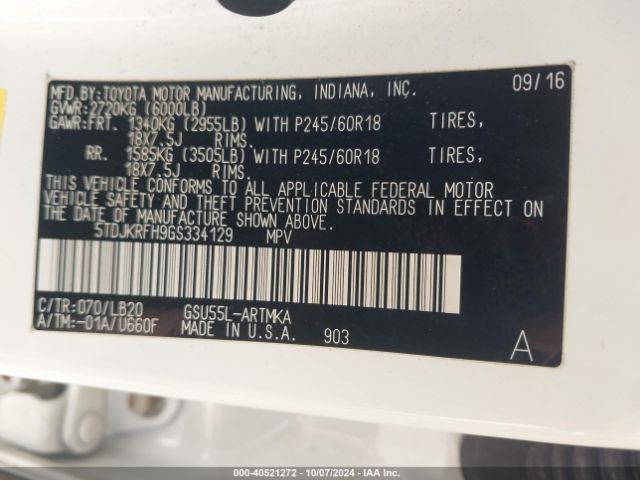 MFD. BY: TOYOTA MOTOR MANUFACTURING, INDIANA, INC. 09/16
GVWR: 2720KG (6000LB)
GAWR: FRT. 1340KG (2955LB) WITH P245/60R18 TIRES,
18X7.5J RIMS.
RR. 1585KG (3505LB) WITH P245/60R18 TIRES,
18X7.5J RIMS.
THIS VEHICLE CONFORMS TO ALL APPLICABLE FEDERAL MOTOR
VEHICLE SAFETY AND THEFT PREVENTION STANDARDS IN EFFECT ON
THE DATE OF MANUFACTURE SHOWN ABOVE.
5TDJKRFH9GS334129 MPV
C/TR: 070/LB20 GSU55L-ARTMKA
A/TM: -01A/U660F MADE IN U.S.A. 903 A
000-40521272 - 10/07/2024 - IAA Inc.